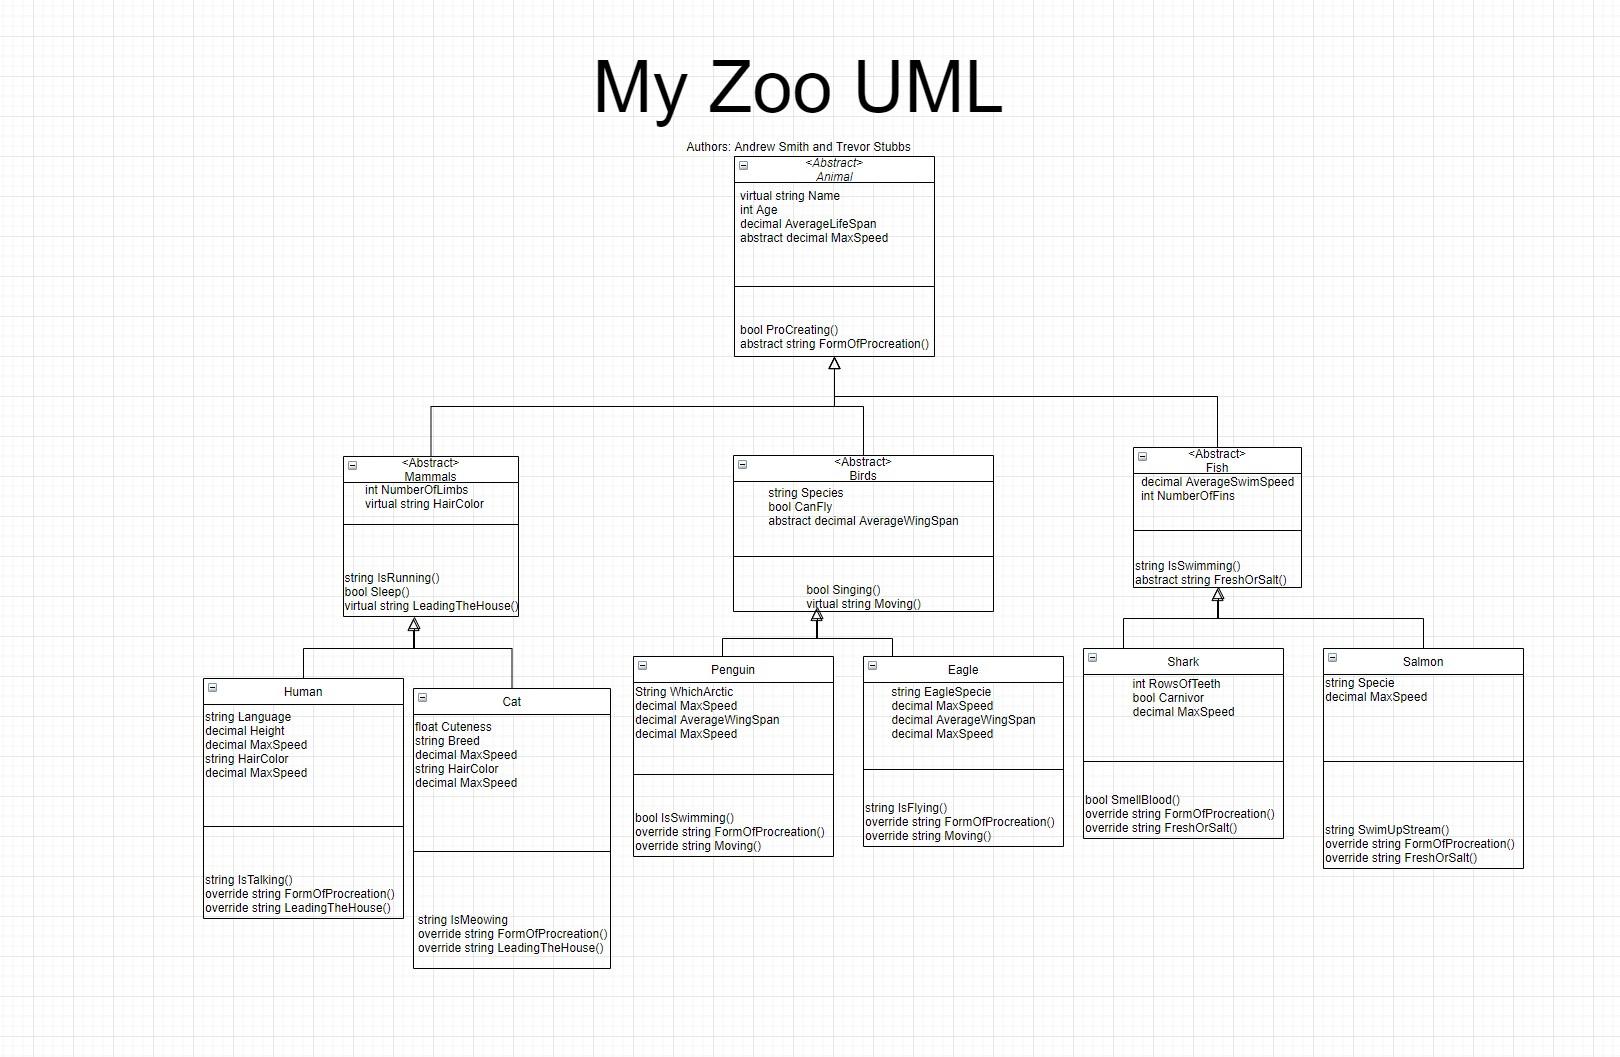 My Zoo UML
Authors: Andrew Smith and Trevor Stubbs
<Abstract>
Animal
virtual string Name
int Age
decimal AverageLifeSpan
abstract decimal MaxSpeed
bool ProCreating()
abstract string FormOfProcreation()
<Abstract>
Mammals
int NumberOfLimbs
virtual string HairColor
string IsRunning()
bool Sleep()
virtual string LeadingTheHouse()
<Abstract>
Birds
string Species
bool CanFly
abstract decimal AverageWingSpan
bool Singing()
virtual string Moving()
<Abstract>
Fish
decimal AverageSwimSpeed
int NumberOfFins
string IsSwimming()
abstract string FreshOrSalt()
Human
string Language
decimal Height
decimal MaxSpeed
string HairColor
decimal MaxSpeed
string IsTalking()
override string FormOfProcreation()
override string LeadingTheHouse()
Cat
float Cuteness
string Breed
decimal MaxSpeed
string HairColor
decimal MaxSpeed
string IsMeowing
override string FormOfProcreation()
override string LeadingTheHouse()
Penguin
String WhichArctic
decimal MaxSpeed
decimal AverageWingSpan
decimal MaxSpeed
bool IsSwimming()
override string FormOfProcreation()
override string Moving()
Eagle
string EagleSpecie
decimal MaxSpeed
decimal AverageWingSpan
decimal MaxSpeed
string IsFlying()
override string FormOfProcreation()
override string Moving()
Shark
int RowsOfTeeth
bool Carnivor
decimal MaxSpeed
bool SmellBlood()
override string FormOfProcreation()
override string FreshOrSalt()
Salmon
string Specie
decimal MaxSpeed
string SwimUpStream()
override string FormOfProcreation()
override string FreshOrSalt()